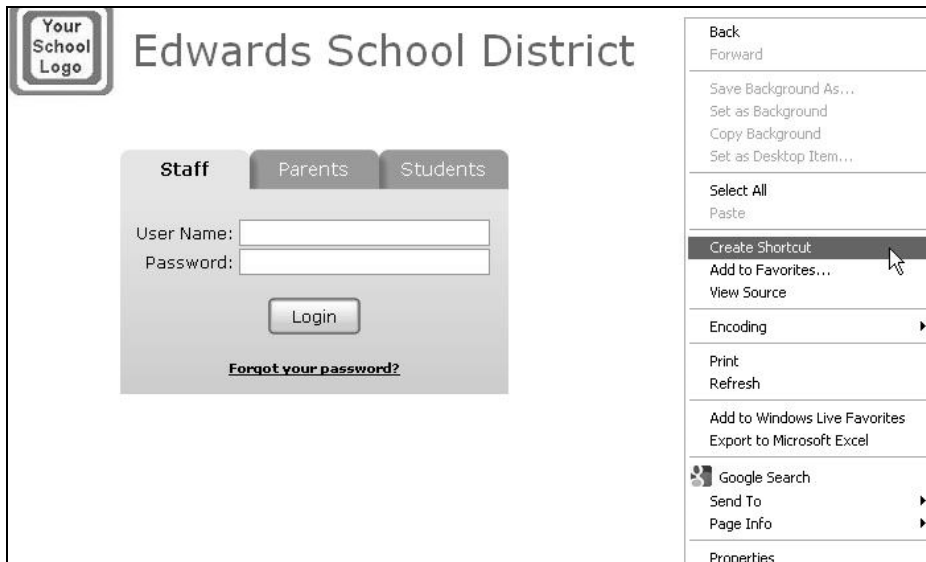 Your
School
Logo
Edwards School District
Staff
Parents
Students
User Name:
Password:
Login
Forgot your password?
Back
Forward
Save Background As...
Set as Background
Copy Background
Set as Desktop Item...
Select All
Paste
Create Shortcut
Add to Favorites...
View Source
Encoding
Print
Refresh
Add to Windows Live Favorites
Export to Microsoft Excel
Google Search
Send To
Page Info
Properties